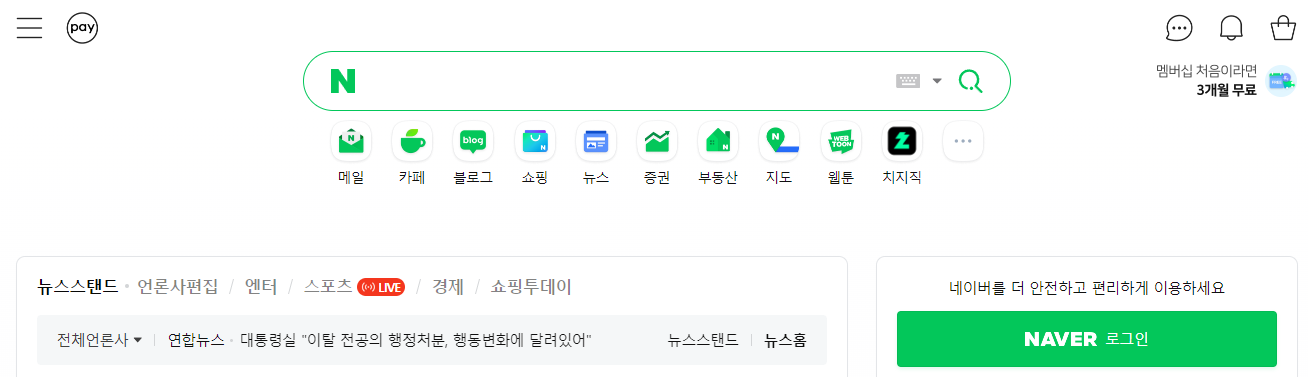 pay
멤버십 처음이라면
3개월 무료
N
N
blog
N
WEB
TOON
메일 카페 블로그 쇼핑 뉴스 증권 부동산 지도 웹툰 치지직
뉴스스탠드 · 언론사편집 / 엔터 / 스포츠 LIVE / 경제 / 쇼핑투데이
전체언론사 연합뉴스 · 대통령실 "이탈 전공의 행정처분, 행동변화에 달려있어" 뉴스스탠드 | 뉴스홈
네이버를 더 안전하고 편리하게 이용하세요
NAVER 로그인